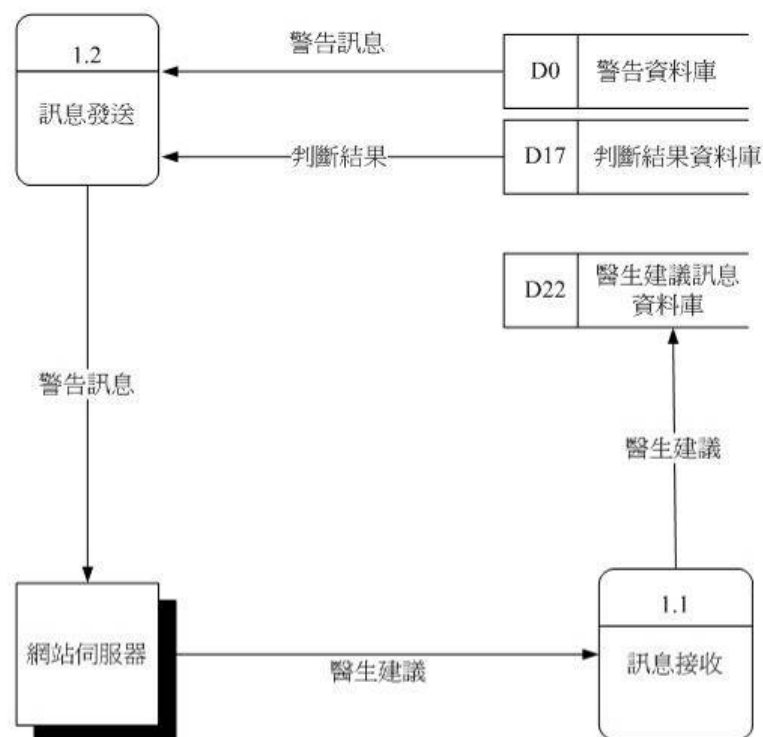 1.2
訊息發送
警告訊息
D0
警告資料庫
判斷結果
D17
判斷結果資料庫
D22
醫生建議訊息
資料庫
警告訊息
醫生建議
網站伺服器
醫生建議
1.1
訊息接收